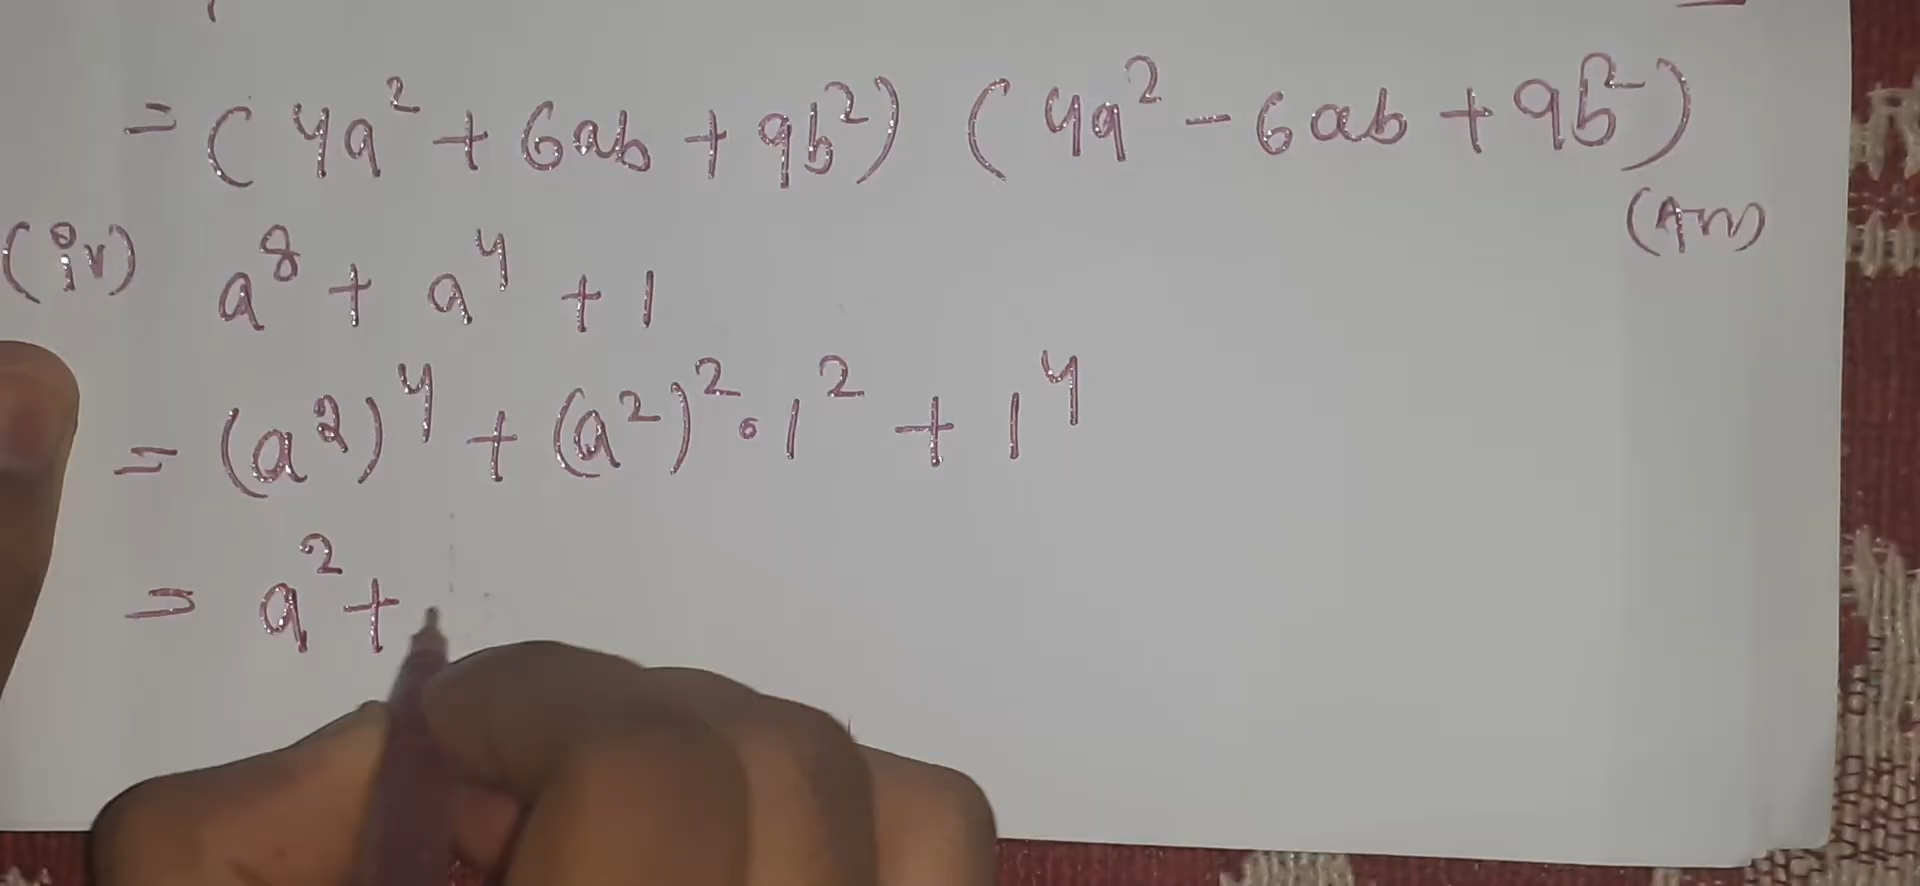 = (4a² + 6ab + 9b²) (4a² - 6ab + 9b²)
(Ans)
(iv) a⁸ + a⁴ + 1
= (a²)⁴ + (a²)² · 1² + 1⁴
= a² +